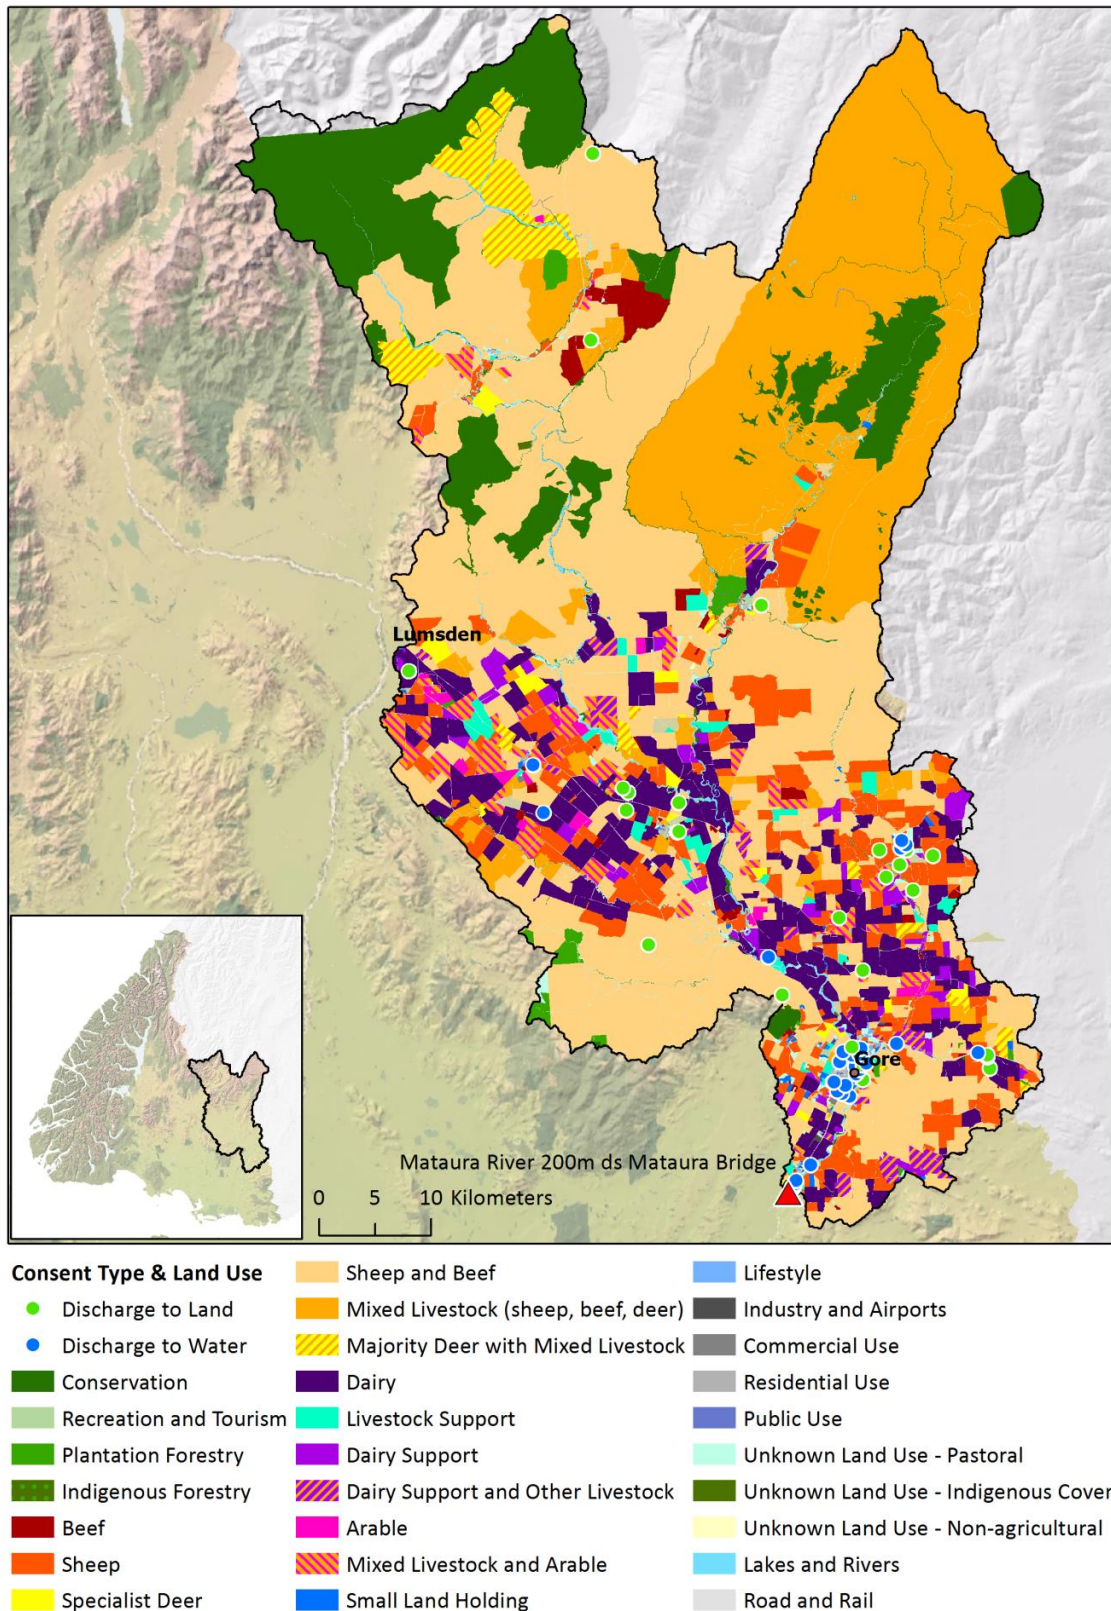 Lumsden
Gore
Mataura River 200m ds Mataura Bridge
0 5 10 Kilometers
Consent Type & Land Use
Discharge to Land
Discharge to Water
Conservation
Recreation and Tourism
Plantation Forestry
Indigenous Forestry
Beef
Sheep
Specialist Deer
Sheep and Beef
Mixed Livestock (sheep, beef, deer)
Majority Deer with Mixed Livestock
Dairy
Livestock Support
Dairy Support
Dairy Support and Other Livestock
Arable
Mixed Livestock and Arable
Small Land Holding
Lifestyle
Industry and Airports
Commercial Use
Residential Use
Public Use
Unknown Land Use - Pastoral
Unknown Land Use - Indigenous Cover
Unknown Land Use - Non-agricultural
Lakes and Rivers
Road and Rail